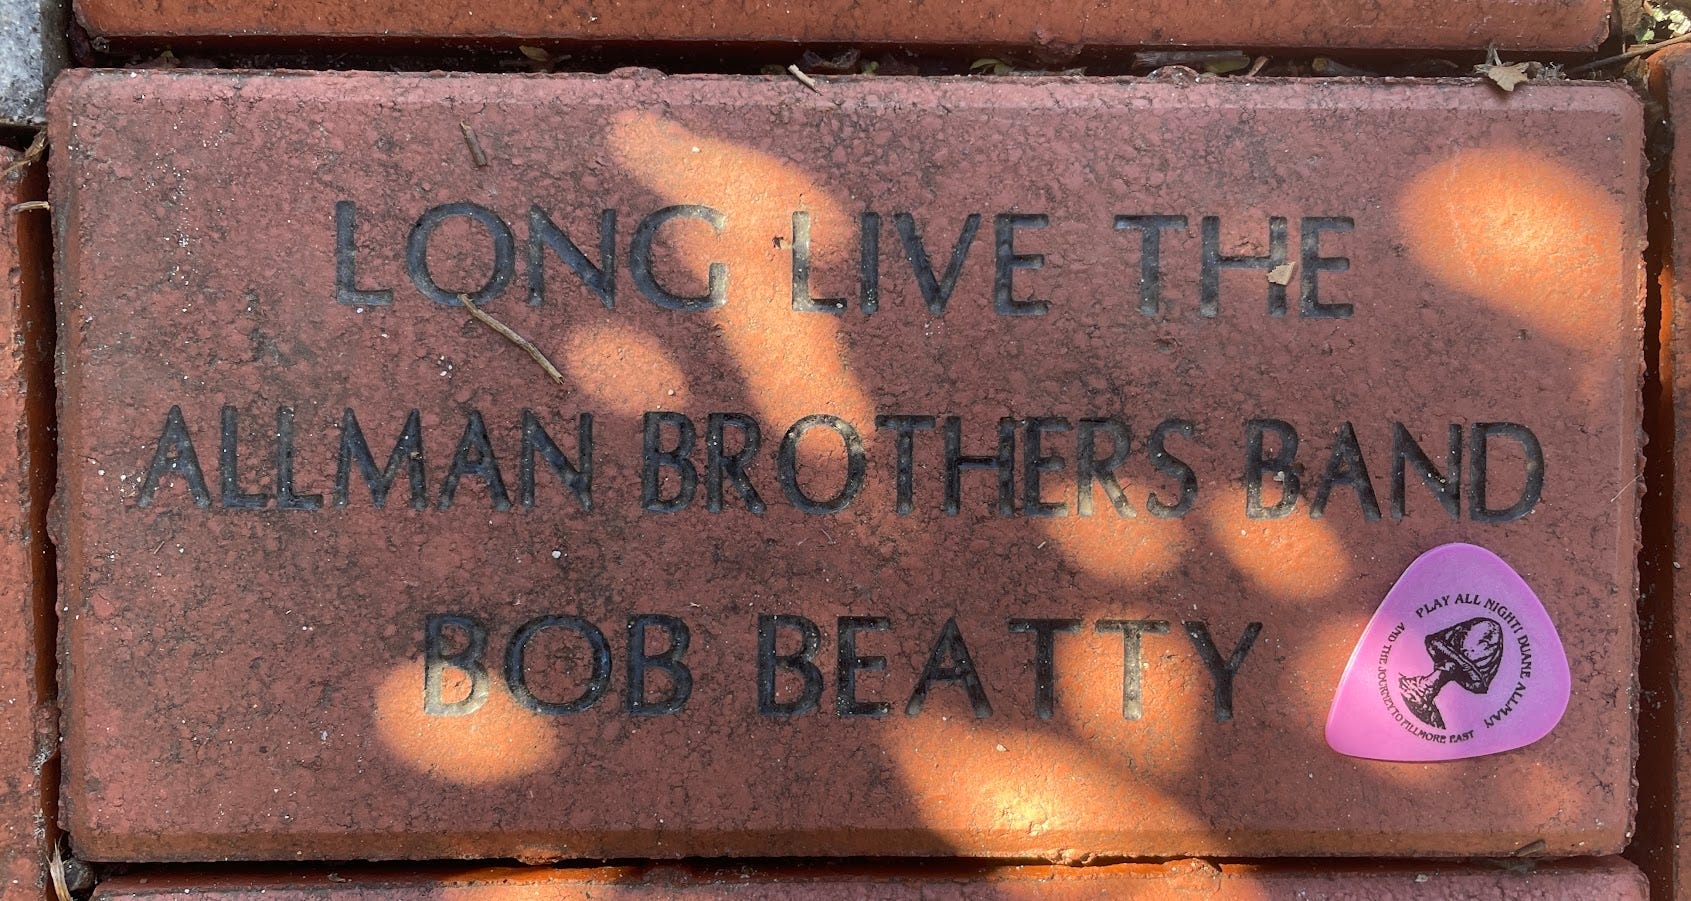 LONG LIVE THE
ALLMAN BROTHERS BAND
BOB BEATTY
PLAY ALL NIGHT! DUANE ALLMAN
AND THE JOURNEY TO FILLMORE EAST